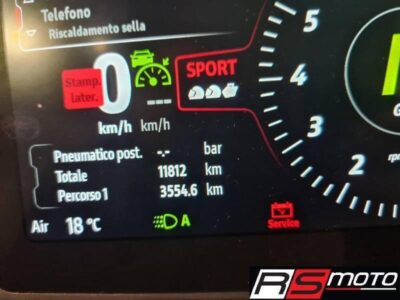 Telefono
Riscaldamento sella
Stamp.
later.
0
---
km/h km/h
SPORT
5
4
3
2
rpm
Pneumatico post. -.- bar
Totale 11812 km
Percorso 1 3554.6 km
Air 18 °C
A
Service
RS MOTO